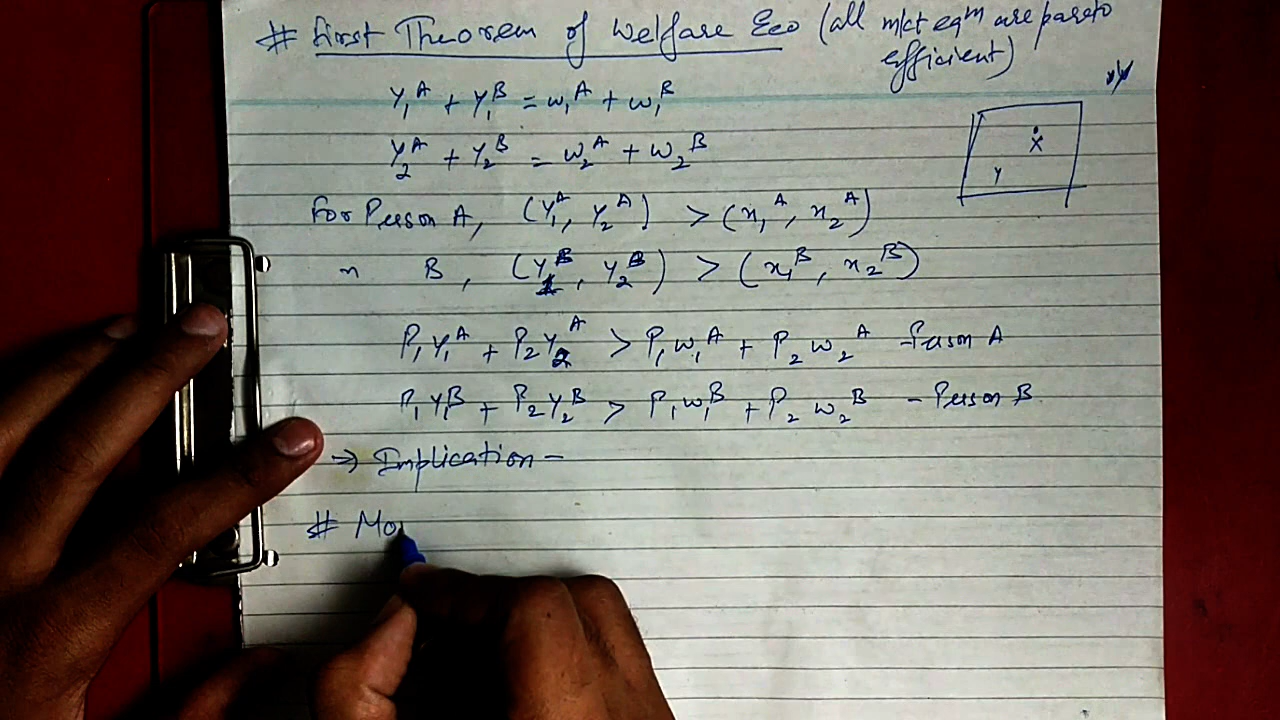 # First Theorem of Welfare Eco (all mkt eqᵐ are pareto
efficient)
Y₁ᴬ + Y₁ᴮ = w₁ᴬ + w₁ᴮ
Y₂ᴬ + Y₂ᴮ = w₂ᴬ + w₂ᴮ
X
Y
For Person A, (Y₁ᴬ, Y₂ᴬ) > (x₁ᴬ, x₂ᴬ)
" B, (Y₁ᴮ, Y₂ᴮ) > (x₁ᴮ, x₂ᴮ)
P₁Y₁ᴬ + P₂Y₂ᴬ > P₁w₁ᴬ + P₂w₂ᴬ - Person A
P₁Y₁ᴮ + P₂Y₂ᴮ > P₁w₁ᴮ + P₂w₂ᴮ - Person B
→ Implication -
# Mo